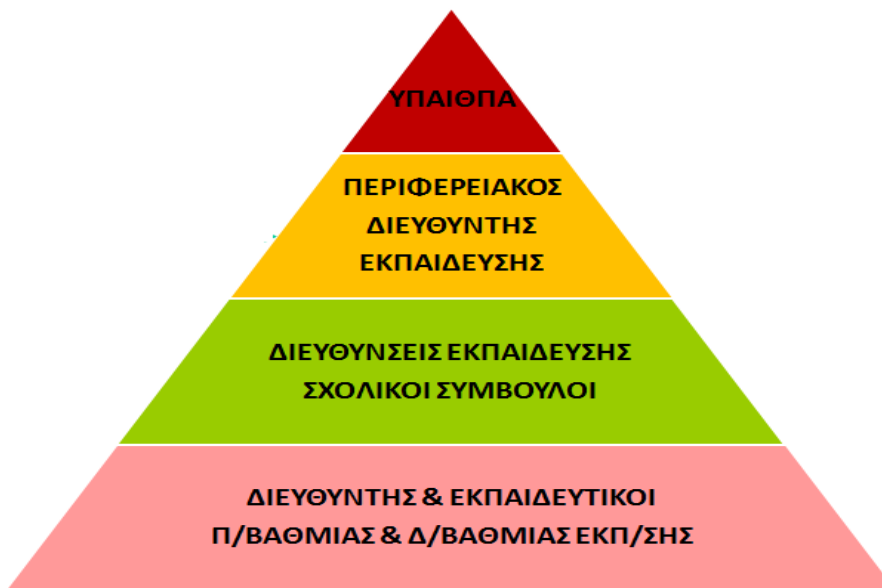 ΥΠΑΙΘΠΑ
ΠΕΡΙΦΕΡΕΙΑΚΟΣ
ΔΙΕΥΘΥΝΤΗΣ
ΕΚΠΑΙΔΕΥΣΗΣ
ΔΙΕΥΘΥΝΣΕΙΣ ΕΚΠΑΙΔΕΥΣΗΣ
ΣΧΟΛΙΚΟΙ ΣΥΜΒΟΥΛΟΙ
ΔΙΕΥΘΥΝΤΗΣ & ΕΚΠΑΙΔΕΥΤΙΚΟΙ
Π/ΒΑΘΜΙΑΣ & Δ/ΒΑΘΜΙΑΣ ΕΚΠ/ΣΗΣ